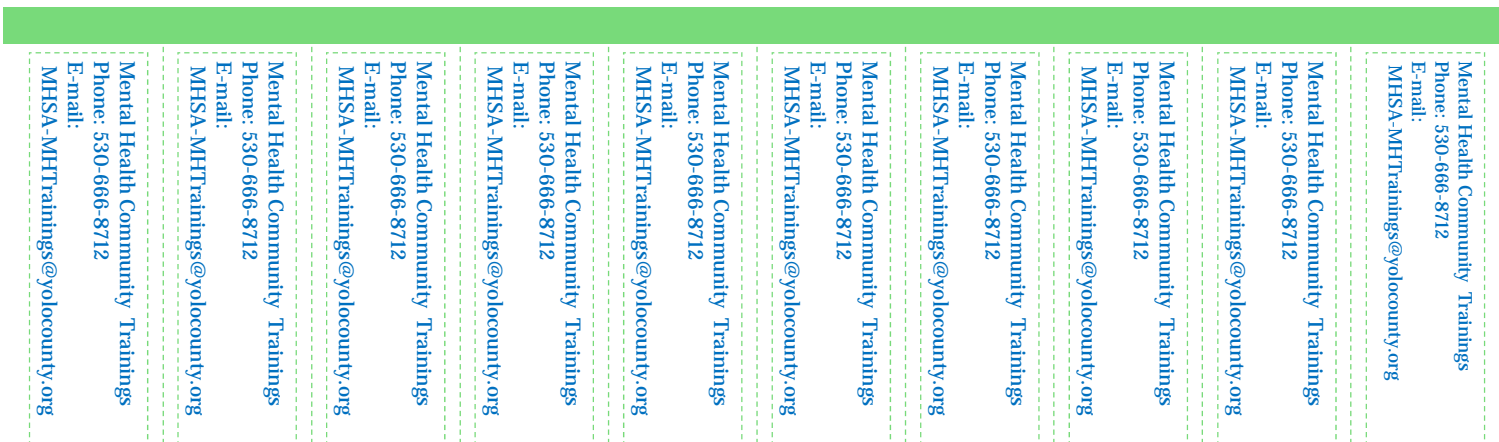 Mental Health Community Trainings
Phone: 530-666-8712
E-mail:
MHSA-MHTrainings@yolocounty.org
Mental Health Community Trainings
Phone: 530-666-8712
E-mail:
MHSA-MHTrainings@yolocounty.org
Mental Health Community Trainings
Phone: 530-666-8712
E-mail:
MHSA-MHTrainings@yolocounty.org
Mental Health Community Trainings
Phone: 530-666-8712
E-mail:
MHSA-MHTrainings@yolocounty.org
Mental Health Community Trainings
Phone: 530-666-8712
E-mail:
MHSA-MHTrainings@yolocounty.org
Mental Health Community Trainings
Phone: 530-666-8712
E-mail:
MHSA-MHTrainings@yolocounty.org
Mental Health Community Trainings
Phone: 530-666-8712
E-mail:
MHSA-MHTrainings@yolocounty.org
Mental Health Community Trainings
Phone: 530-666-8712
E-mail:
MHSA-MHTrainings@yolocounty.org
Mental Health Community Trainings
Phone: 530-666-8712
E-mail:
MHSA-MHTrainings@yolocounty.org
Mental Health Community Trainings
Phone: 530-666-8712
E-mail:
MHSA-MHTrainings@yolocounty.org